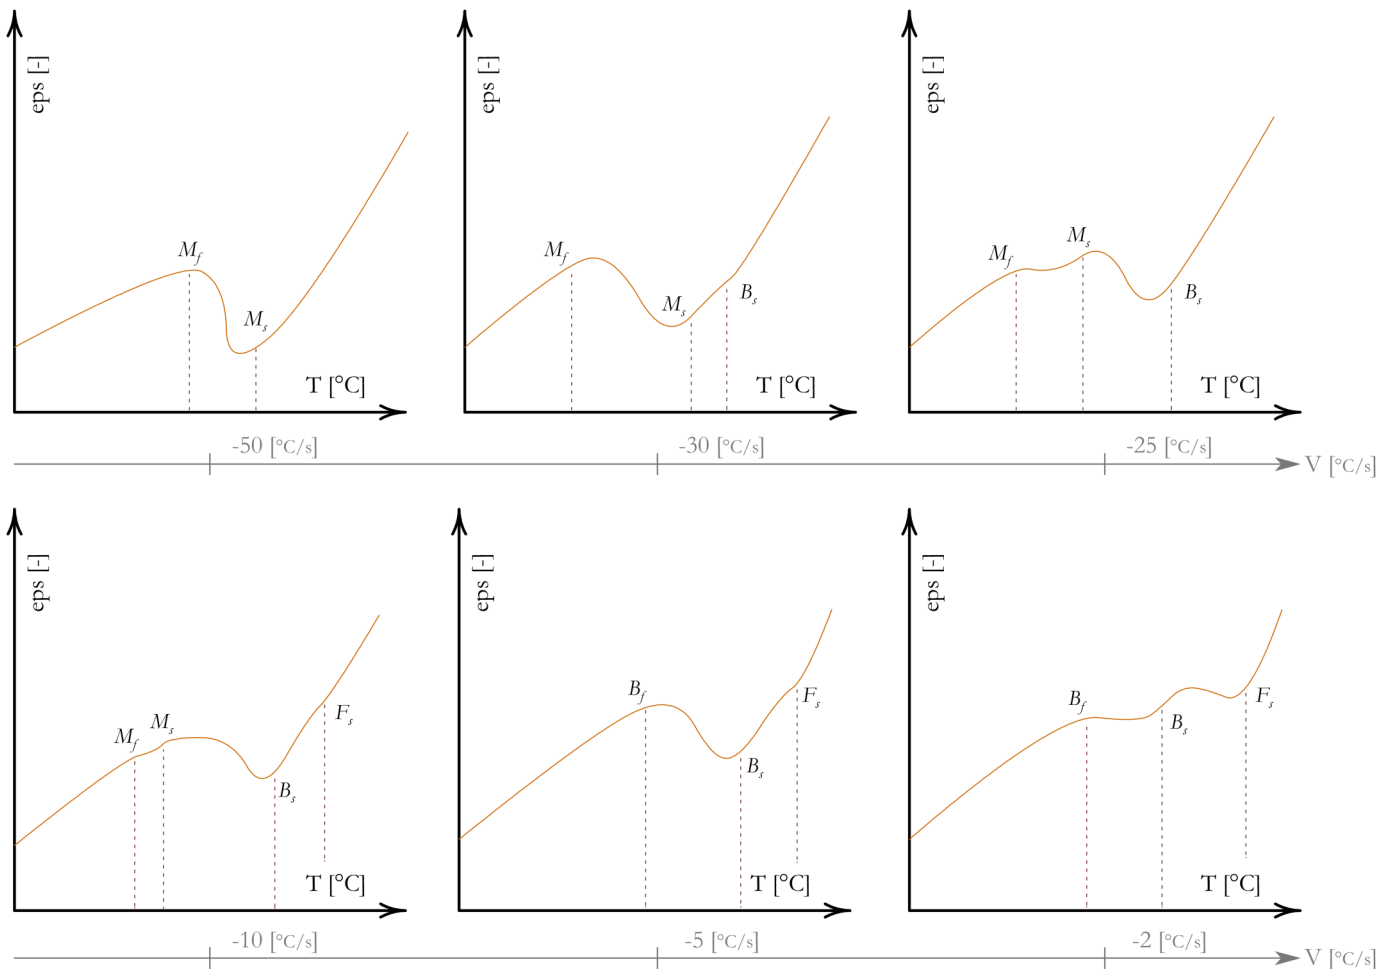 eps [-]
M_f
M_s
T [°C]
-50 [°C/s]
eps [-]
M_f
M_s
B_s
T [°C]
-30 [°C/s]
eps [-]
M_f
M_s
B_s
T [°C]
-25 [°C/s]
V [°C/s]
eps [-]
M_f
M_s
B_s
F_s
T [°C]
-10 [°C/s]
eps [-]
B_f
B_s
F_s
T [°C]
-5 [°C/s]
eps [-]
B_f
B_s
F_s
T [°C]
-2 [°C/s]
V [°C/s]